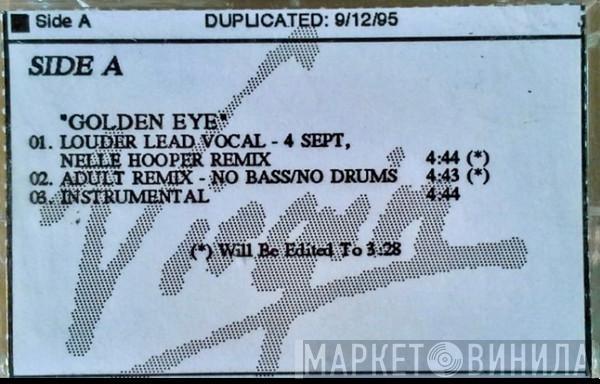 Side A DUPLICATED: 9/12/95
SIDE A
"GOLDEN EYE"
01. LOUDER LEAD VOCAL - 4 SEPT,
NELLE HOOPER REMIX 4:44 (*)
02. ADULT REMIX - NO BASS/NO DRUMS 4:43 (*)
03. INSTRUMENTAL 4:44
(*) Will Be Edited To 3:28
Virgin
МАРКЕТ ВИНИЛА